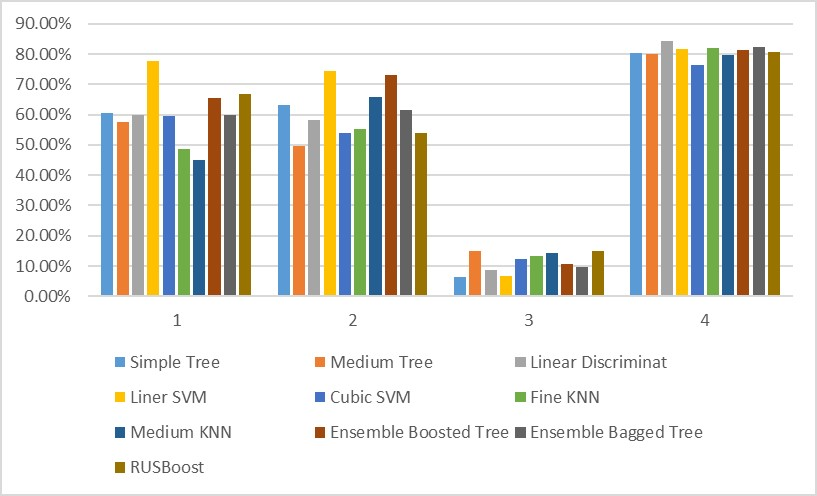 90.00%
80.00%
70.00%
60.00%
50.00%
40.00%
30.00%
20.00%
10.00%
0.00%
1 2 3 4
Simple Tree Medium Tree Linear Discriminat
Liner SVM Cubic SVM Fine KNN
Medium KNN Ensemble Boosted Tree Ensemble Bagged Tree
RUSBoost